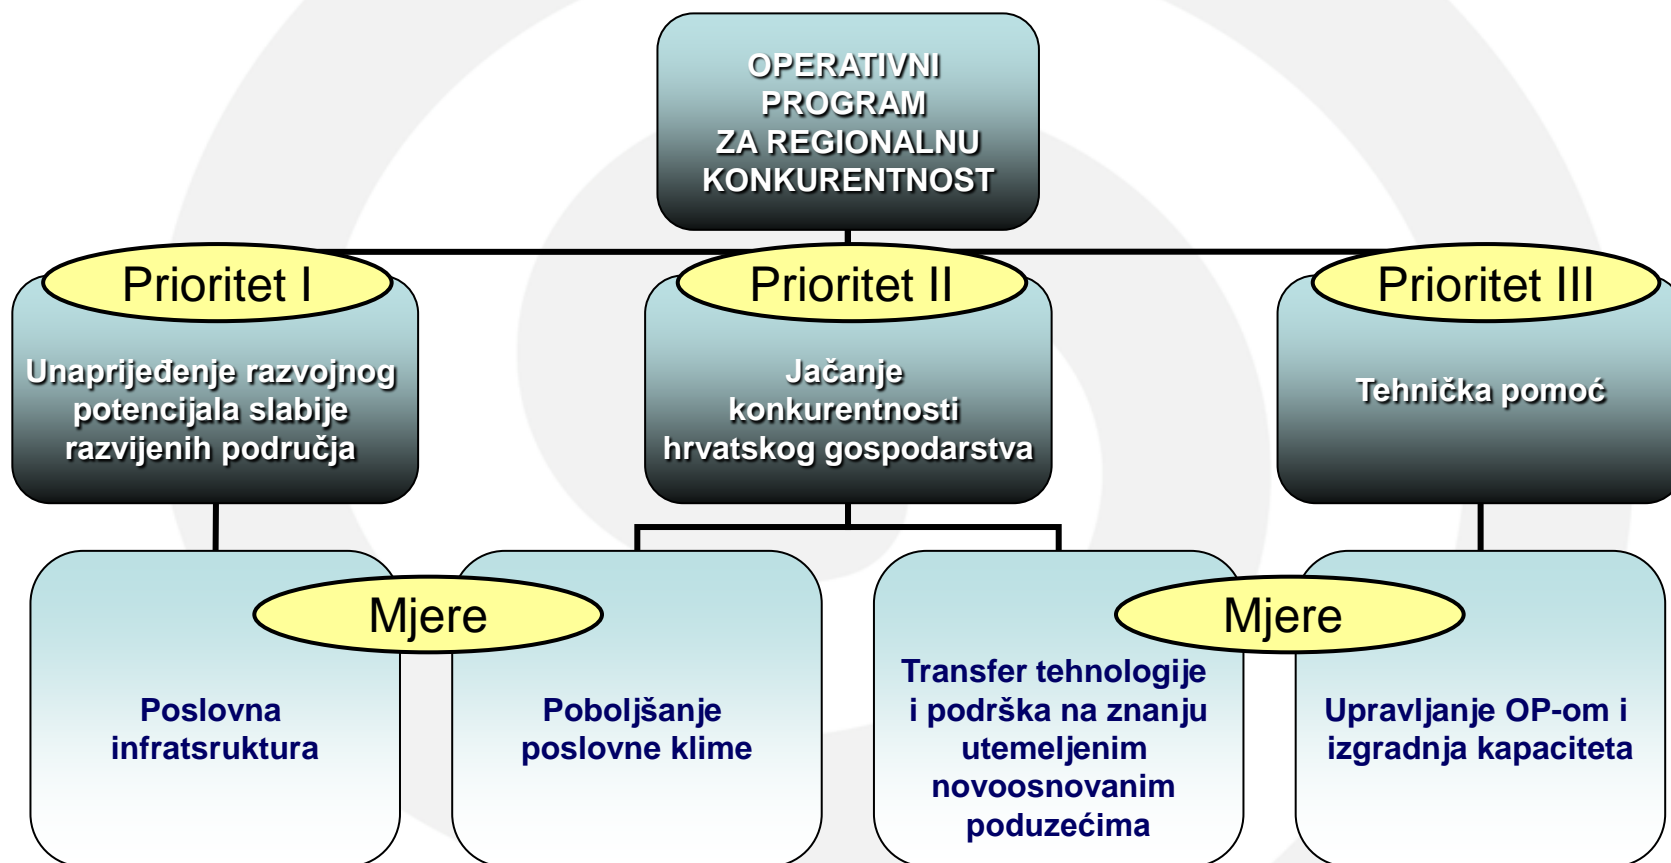 OPERATIVNI
PROGRAM
ZA REGIONALNU
KONKURENTNOST
Prioritet I
Unaprijeđenje razvojnog
potencijala slabije
razvijenih područja
Prioritet II
Jačanje
konkurentnosti
hrvatskog gospodarstva
Prioritet III
Tehnička pomoć
Mjere
Poslovna
infratsruktura
Poboljšanje
poslovne klime
Mjere
Transfer tehnologije
i podrška na znanju
utemeljenim
novoosnovanim
poduzećima
Upravljanje OP-om i
izgradnja kapaciteta